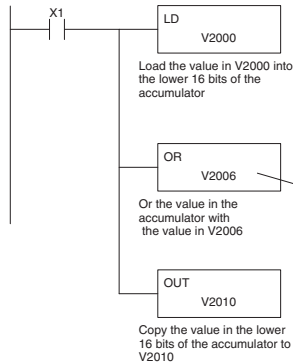 X1
LD
V2000
Load the value in V2000 into
the lower 16 bits of the
accumulator
OR
V2006
Or the value in the
accumulator with
the value in V2006
OUT
V2010
Copy the value in the lower
16 bits of the accumulator to
V2010